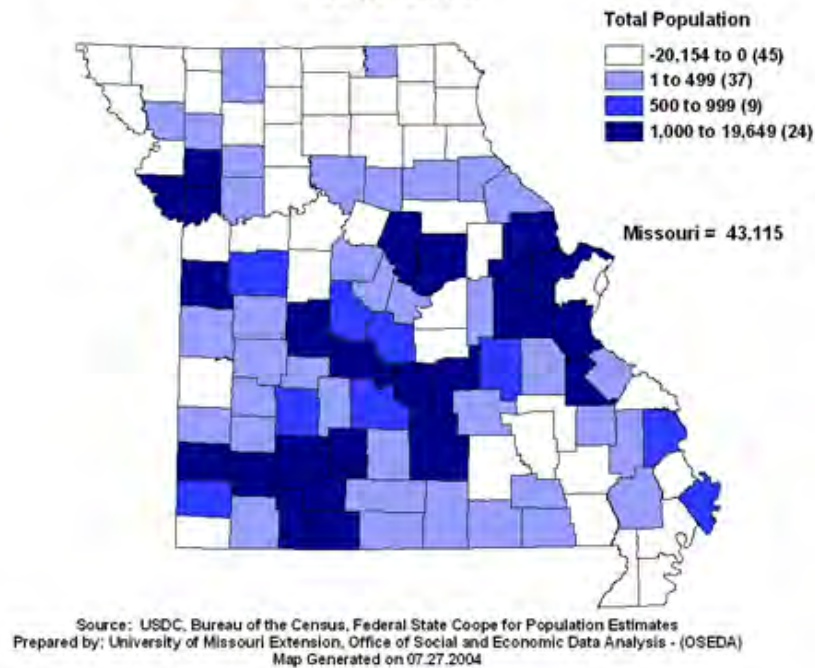 Total Population
-20,154 to 0 (45)
1 to 499 (37)
500 to 999 (9)
1,000 to 19,649 (24)
Missouri = 43,115
Source: USDC, Bureau of the Census, Federal State Coope for Population Estimates
Prepared by: University of Missouri Extension, Office of Social and Economic Data Analysis - (OSEDA)
Map Generated on 07.27.2004